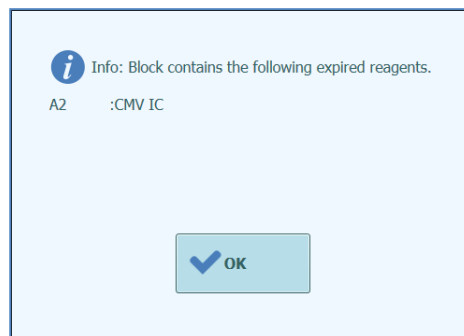 Info: Block contains the following expired reagents.
A2 :CMV IC
OK